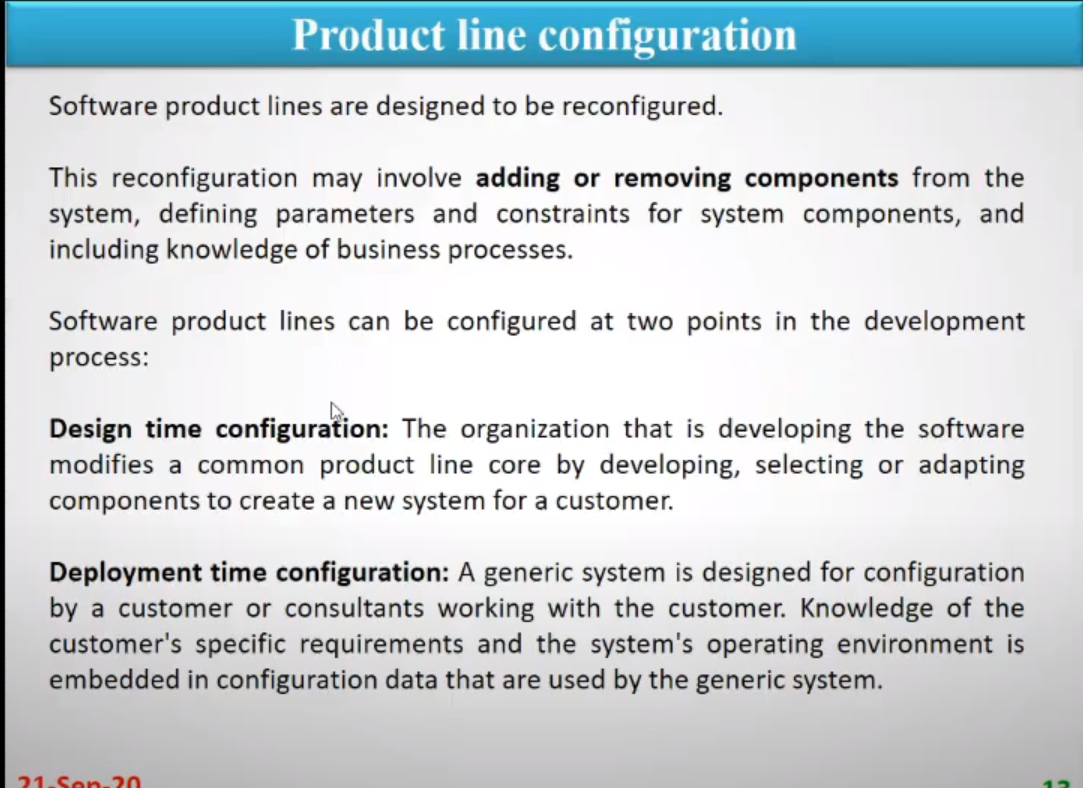 Product line configuration
Software product lines are designed to be reconfigured.
This reconfiguration may involve adding or removing components from the
system, defining parameters and constraints for system components, and
including knowledge of business processes.
Software product lines can be configured at two points in the development
process:
Design time configuration: The organization that is developing the software
modifies a common product line core by developing, selecting or adapting
components to create a new system for a customer.
Deployment time configuration: A generic system is designed for configuration
by a customer or consultants working with the customer. Knowledge of the
customer's specific requirements and the system's operating environment is
embedded in configuration data that are used by the generic system.
21-Sep-20